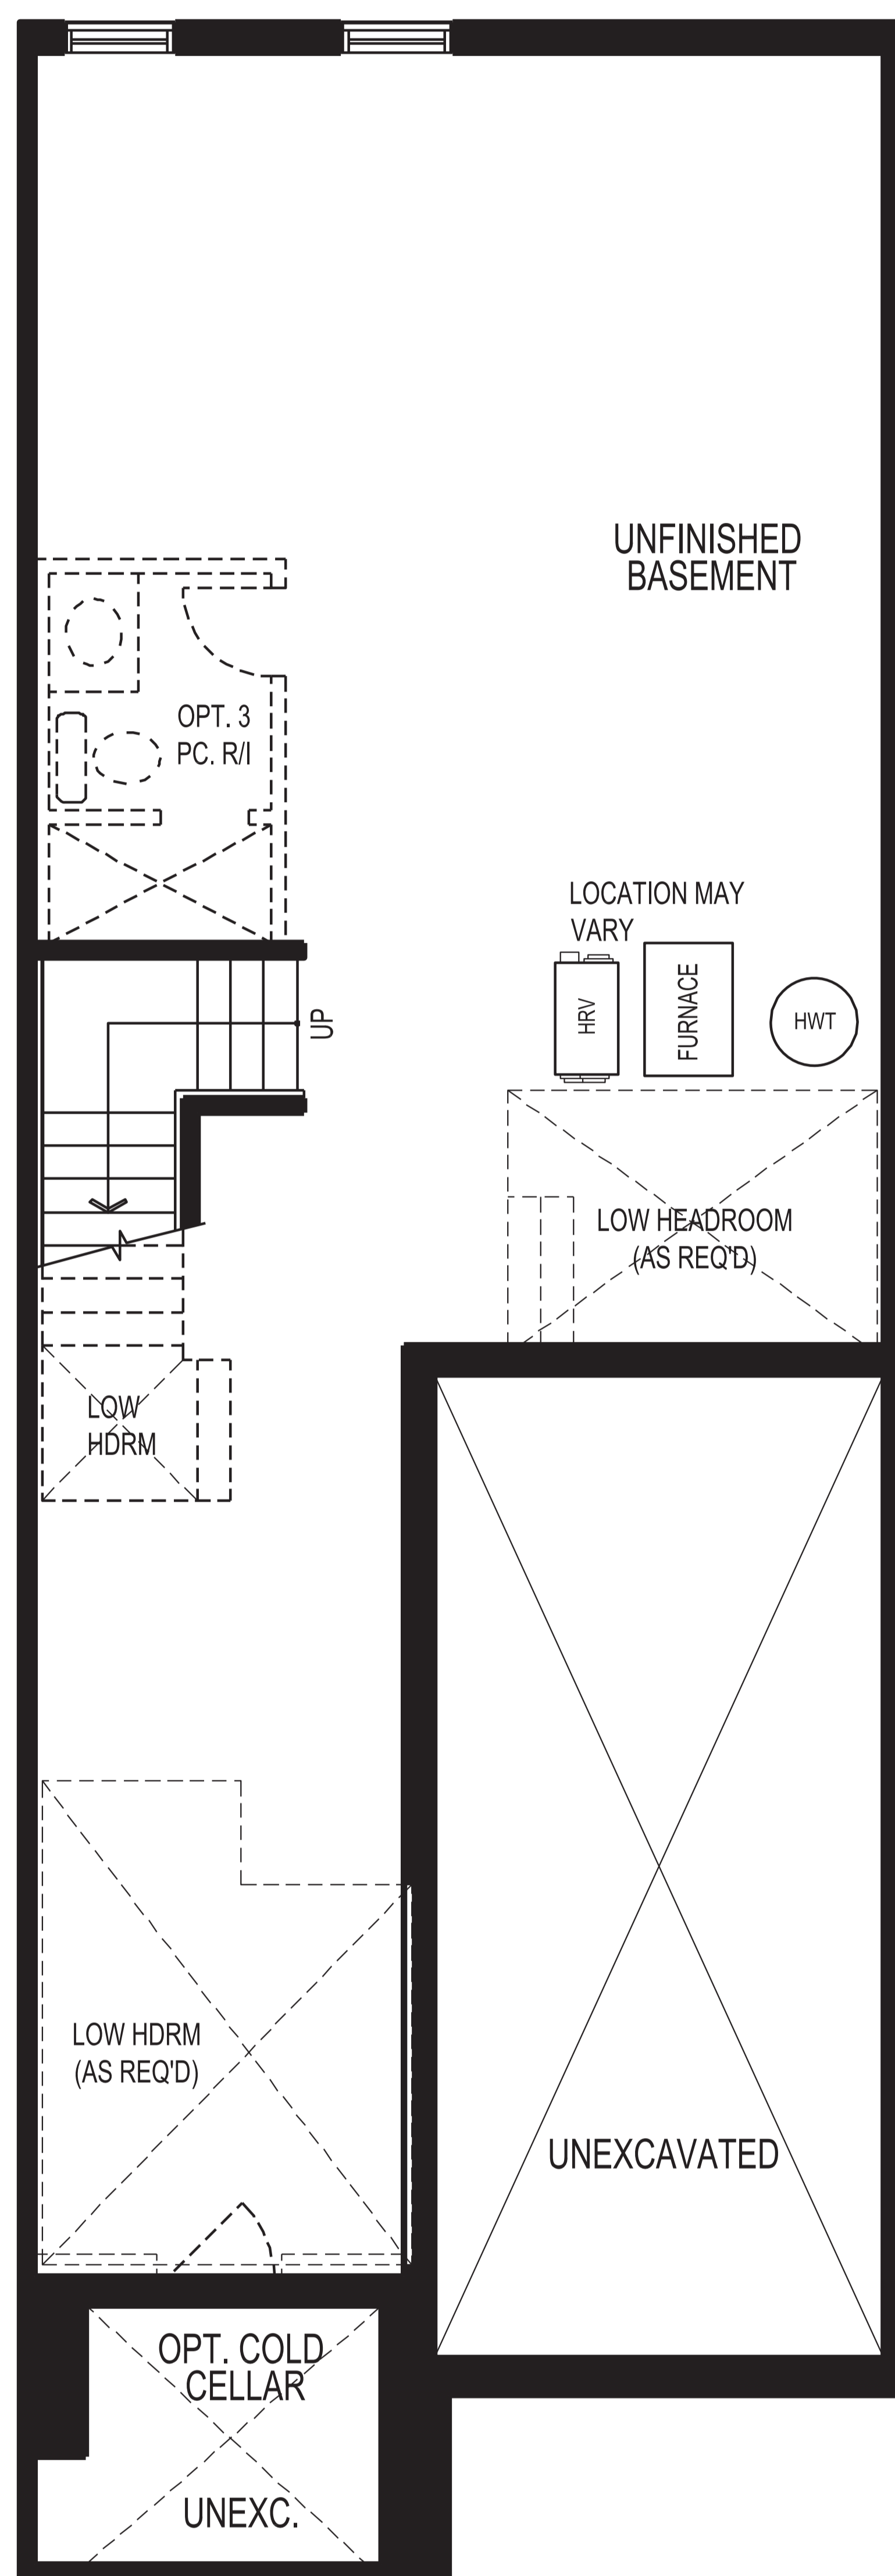 UNFINISHED
BASEMENT
OPT. 3
PC. R/I
LOCATION MAY
VARY
HRV
FURNACE
HWT
UP
LOW HEADROOM
(AS REQ'D)
LOW
HDRM
LOW HDRM
(AS REQ'D)
UNEXCAVATED
OPT. COLD
CELLAR
UNEXC.